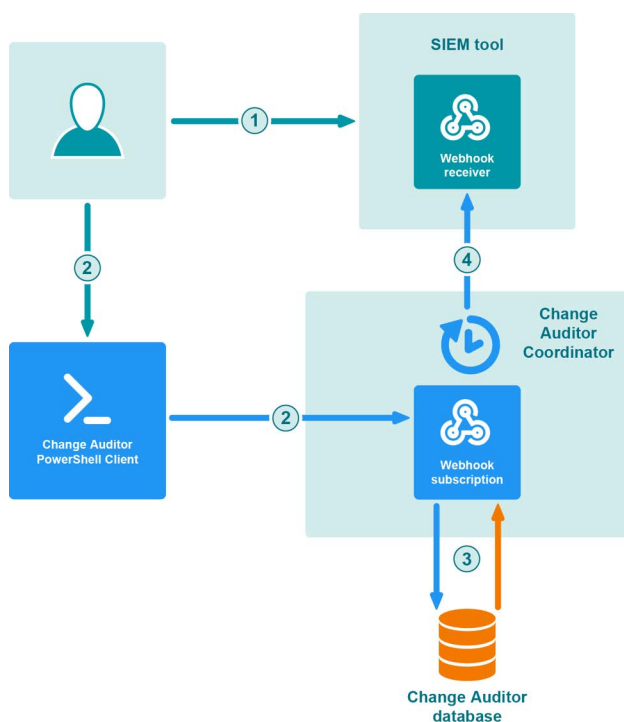 SIEM tool
1
Webhook
receiver
2
4
Change
Auditor
Coordinator
Change Auditor
PowerShell Client
2
Webhook
subscription
3
Change Auditor
database